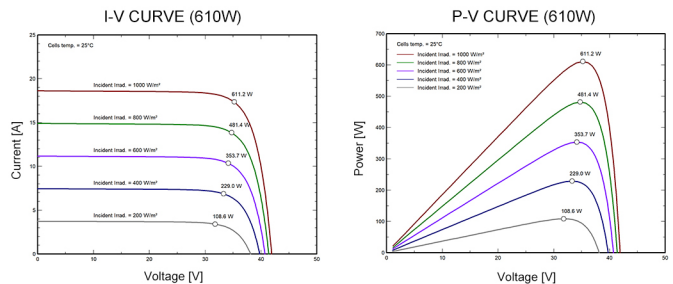 I-V CURVE (610W)
Cells temp. = 25°C
25
20
15
10
5
0
Current [A]
Incident Irrad. = 1000 W/m²
611.2 W
Incident Irrad. = 800 W/m²
481.4 W
Incident Irrad. = 600 W/m²
353.7 W
Incident Irrad. = 400 W/m²
229.0 W
Incident Irrad. = 200 W/m²
108.6 W
0 10 20 30 40 50
Voltage [V]
P-V CURVE (610W)
Cells temp. = 25°C
Incident Irrad. = 1000 W/m²
Incident Irrad. = 800 W/m²
Incident Irrad. = 600 W/m²
Incident Irrad. = 400 W/m²
Incident Irrad. = 200 W/m²
700
600
500
400
300
200
100
0
Power [W]
611.2 W
481.4 W
353.7 W
229.0 W
108.6 W
0 10 20 30 40 50
Voltage [V]